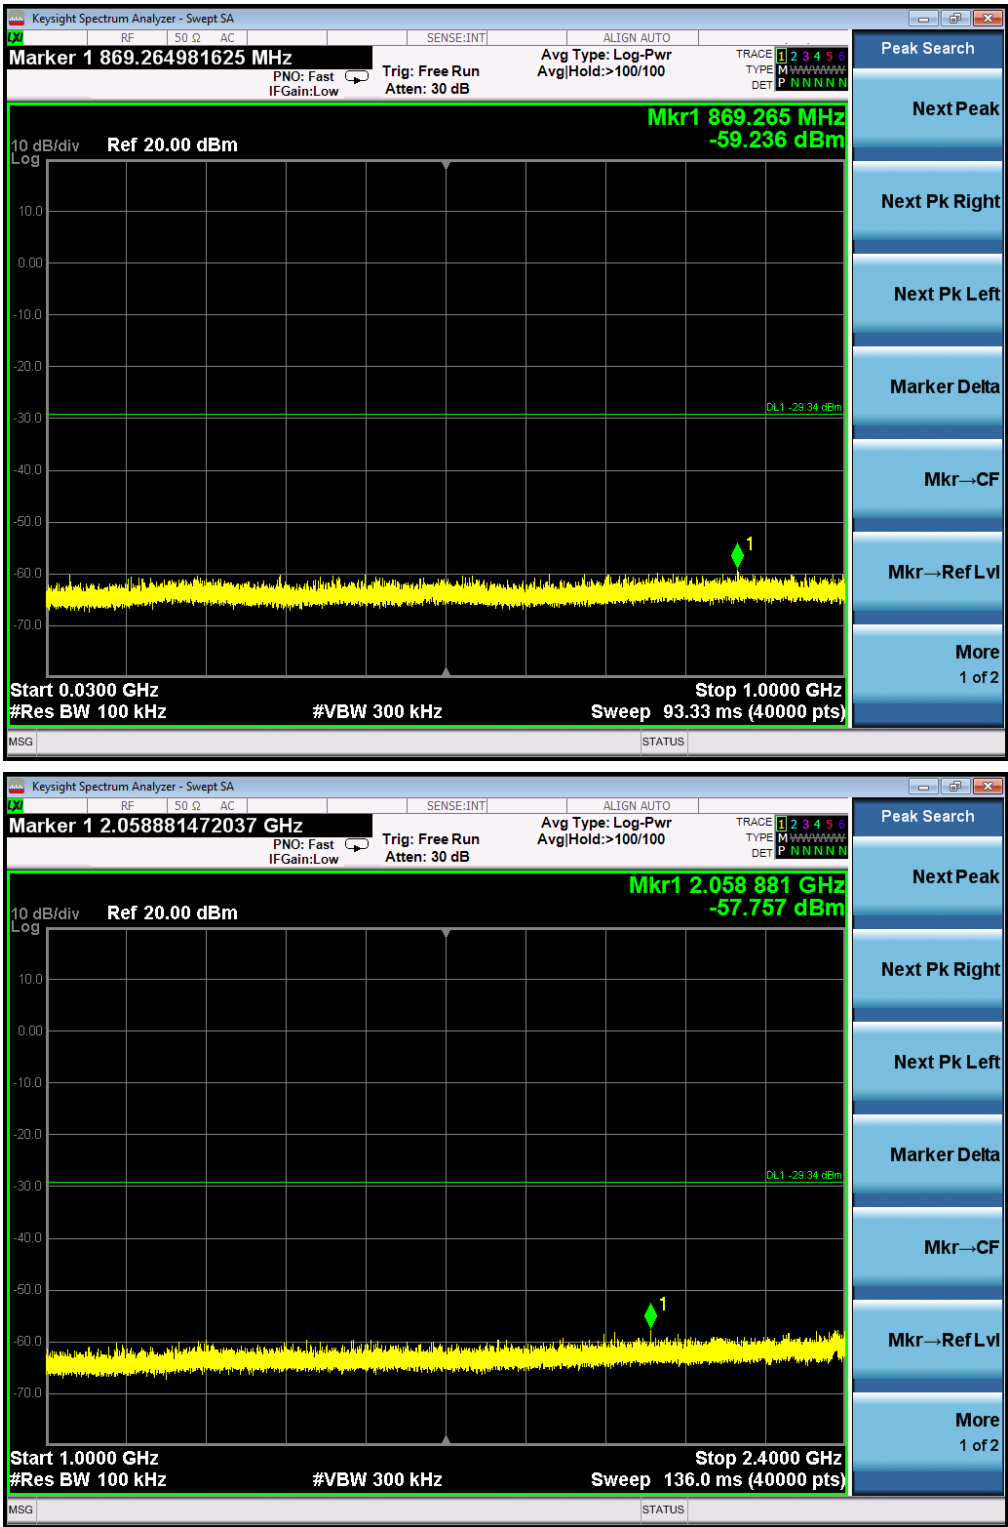 Keysight Spectrum Analyzer - Swept SA
LXI RF 50 Ω AC SENSE:INT ALIGN AUTO
Marker 1 869.264981625 MHz
PNO: Fast
IFGain:Low
Trig: Free Run
Atten: 30 dB
Avg Type: Log-Pwr
Avg|Hold:>100/100
TRACE 1 2 3 4 5 6
TYPE M WWWWW
DET P N N N N N
Mkr1 869.265 MHz
-59.236 dBm
10 dB/div Ref 20.00 dBm
Log
10.0
0.00
-10.0
-20.0
DL1 -29.34 dBm
-30.0
-40.0
-50.0
1
-60.0
-70.0
Start 0.0300 GHz Stop 1.0000 GHz
#Res BW 100 kHz #VBW 300 kHz Sweep 93.33 ms (40000 pts)
MSG STATUS
Peak Search
Next Peak
Next Pk Right
Next Pk Left
Marker Delta
Mkr→CF
Mkr→Ref Lvl
More
1 of 2
Keysight Spectrum Analyzer - Swept SA
LXI RF 50 Ω AC SENSE:INT ALIGN AUTO
Marker 1 2.058881472037 GHz
PNO: Fast
IFGain:Low
Trig: Free Run
Atten: 30 dB
Avg Type: Log-Pwr
Avg|Hold:>100/100
TRACE 1 2 3 4 5 6
TYPE M WWWWW
DET P N N N N N
Mkr1 2.058 881 GHz
-57.757 dBm
10 dB/div Ref 20.00 dBm
Log
10.0
0.00
-10.0
-20.0
DL1 -29.34 dBm
-30.0
-40.0
-50.0
1
-60.0
-70.0
Start 1.0000 GHz Stop 2.4000 GHz
#Res BW 100 kHz #VBW 300 kHz Sweep 136.0 ms (40000 pts)
MSG STATUS
Peak Search
Next Peak
Next Pk Right
Next Pk Left
Marker Delta
Mkr→CF
Mkr→Ref Lvl
More
1 of 2